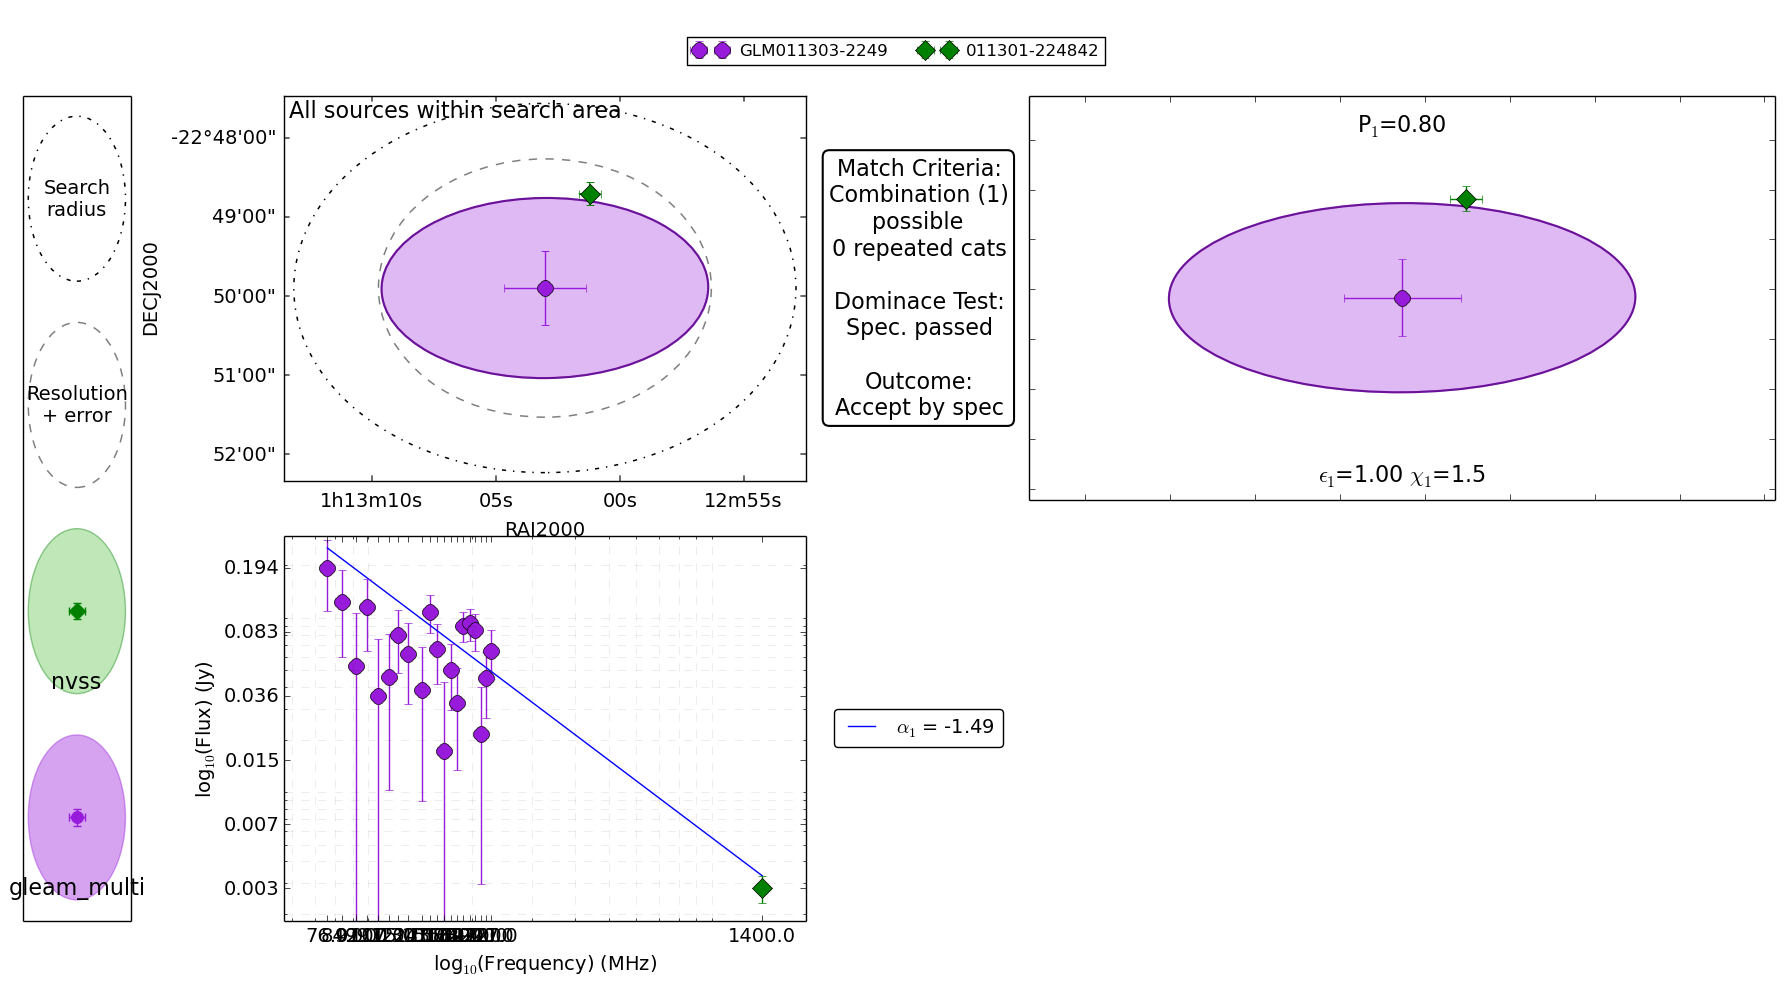 GLM011303-2249 011301-224842
Search
radius
Resolution
+ error
nvss
gleam_multi
All sources within search area
DECJ2000
-22°48'00"
49'00"
50'00"
51'00"
52'00"
1h13m10s 05s 00s 12m55s
RAJ2000
Match Criteria:
Combination (1)
possible
0 repeated cats
Dominace Test:
Spec. passed
Outcome:
Accept by spec
P₁=0.80
ϵ₁=1.00 χ₁=1.5
log₁₀(Flux) (Jy)
0.194
0.083
0.036
0.015
0.007
0.003
1400.0
log₁₀(Frequency) (MHz)
α₁ = -1.49